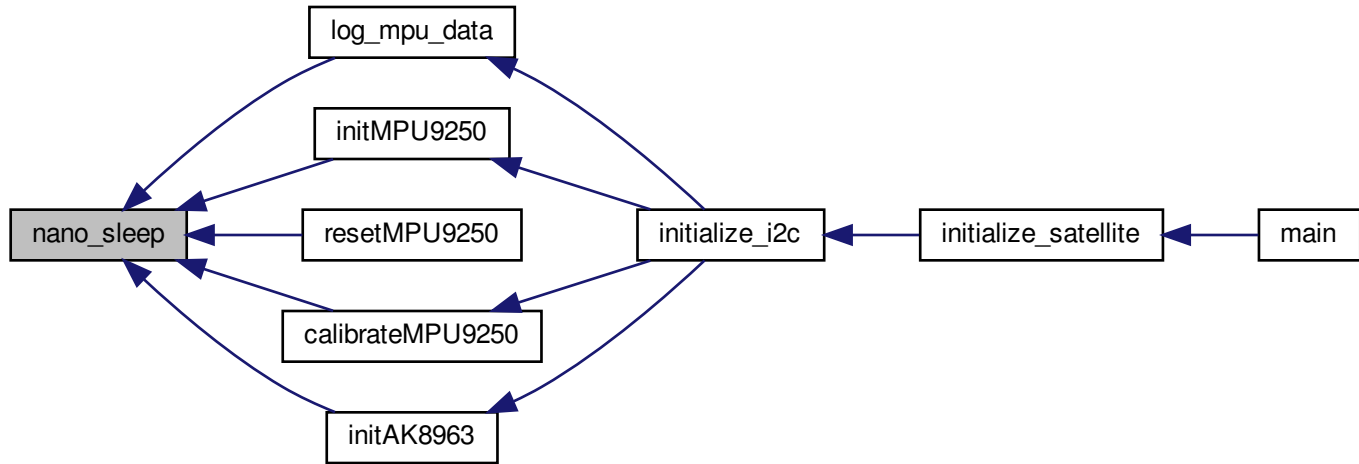 log_mpu_data
initMPU9250
nano_sleep
resetMPU9250
initialize_i2c
initialize_satellite
main
calibrateMPU9250
initAK8963